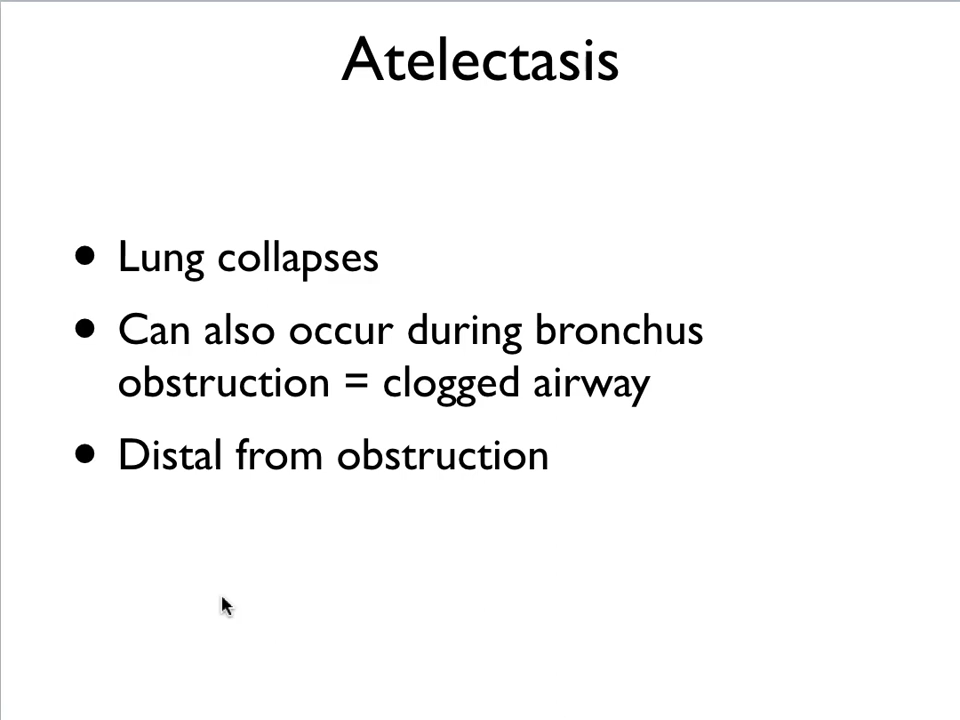 Atelectasis
• Lung collapses
• Can also occur during bronchus
obstruction = clogged airway
• Distal from obstruction